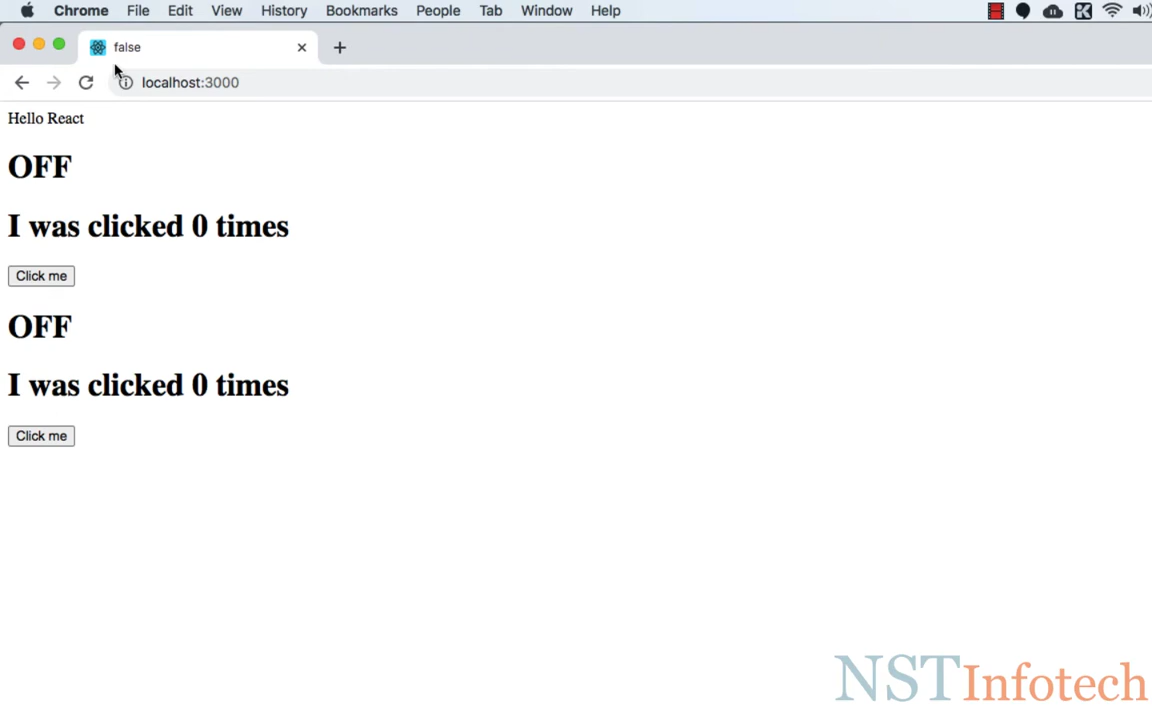 Chrome File Edit View History Bookmarks People Tab Window Help
false
localhost:3000
Hello React
OFF
I was clicked 0 times
Click me
OFF
I was clicked 0 times
Click me
NSTInfotech